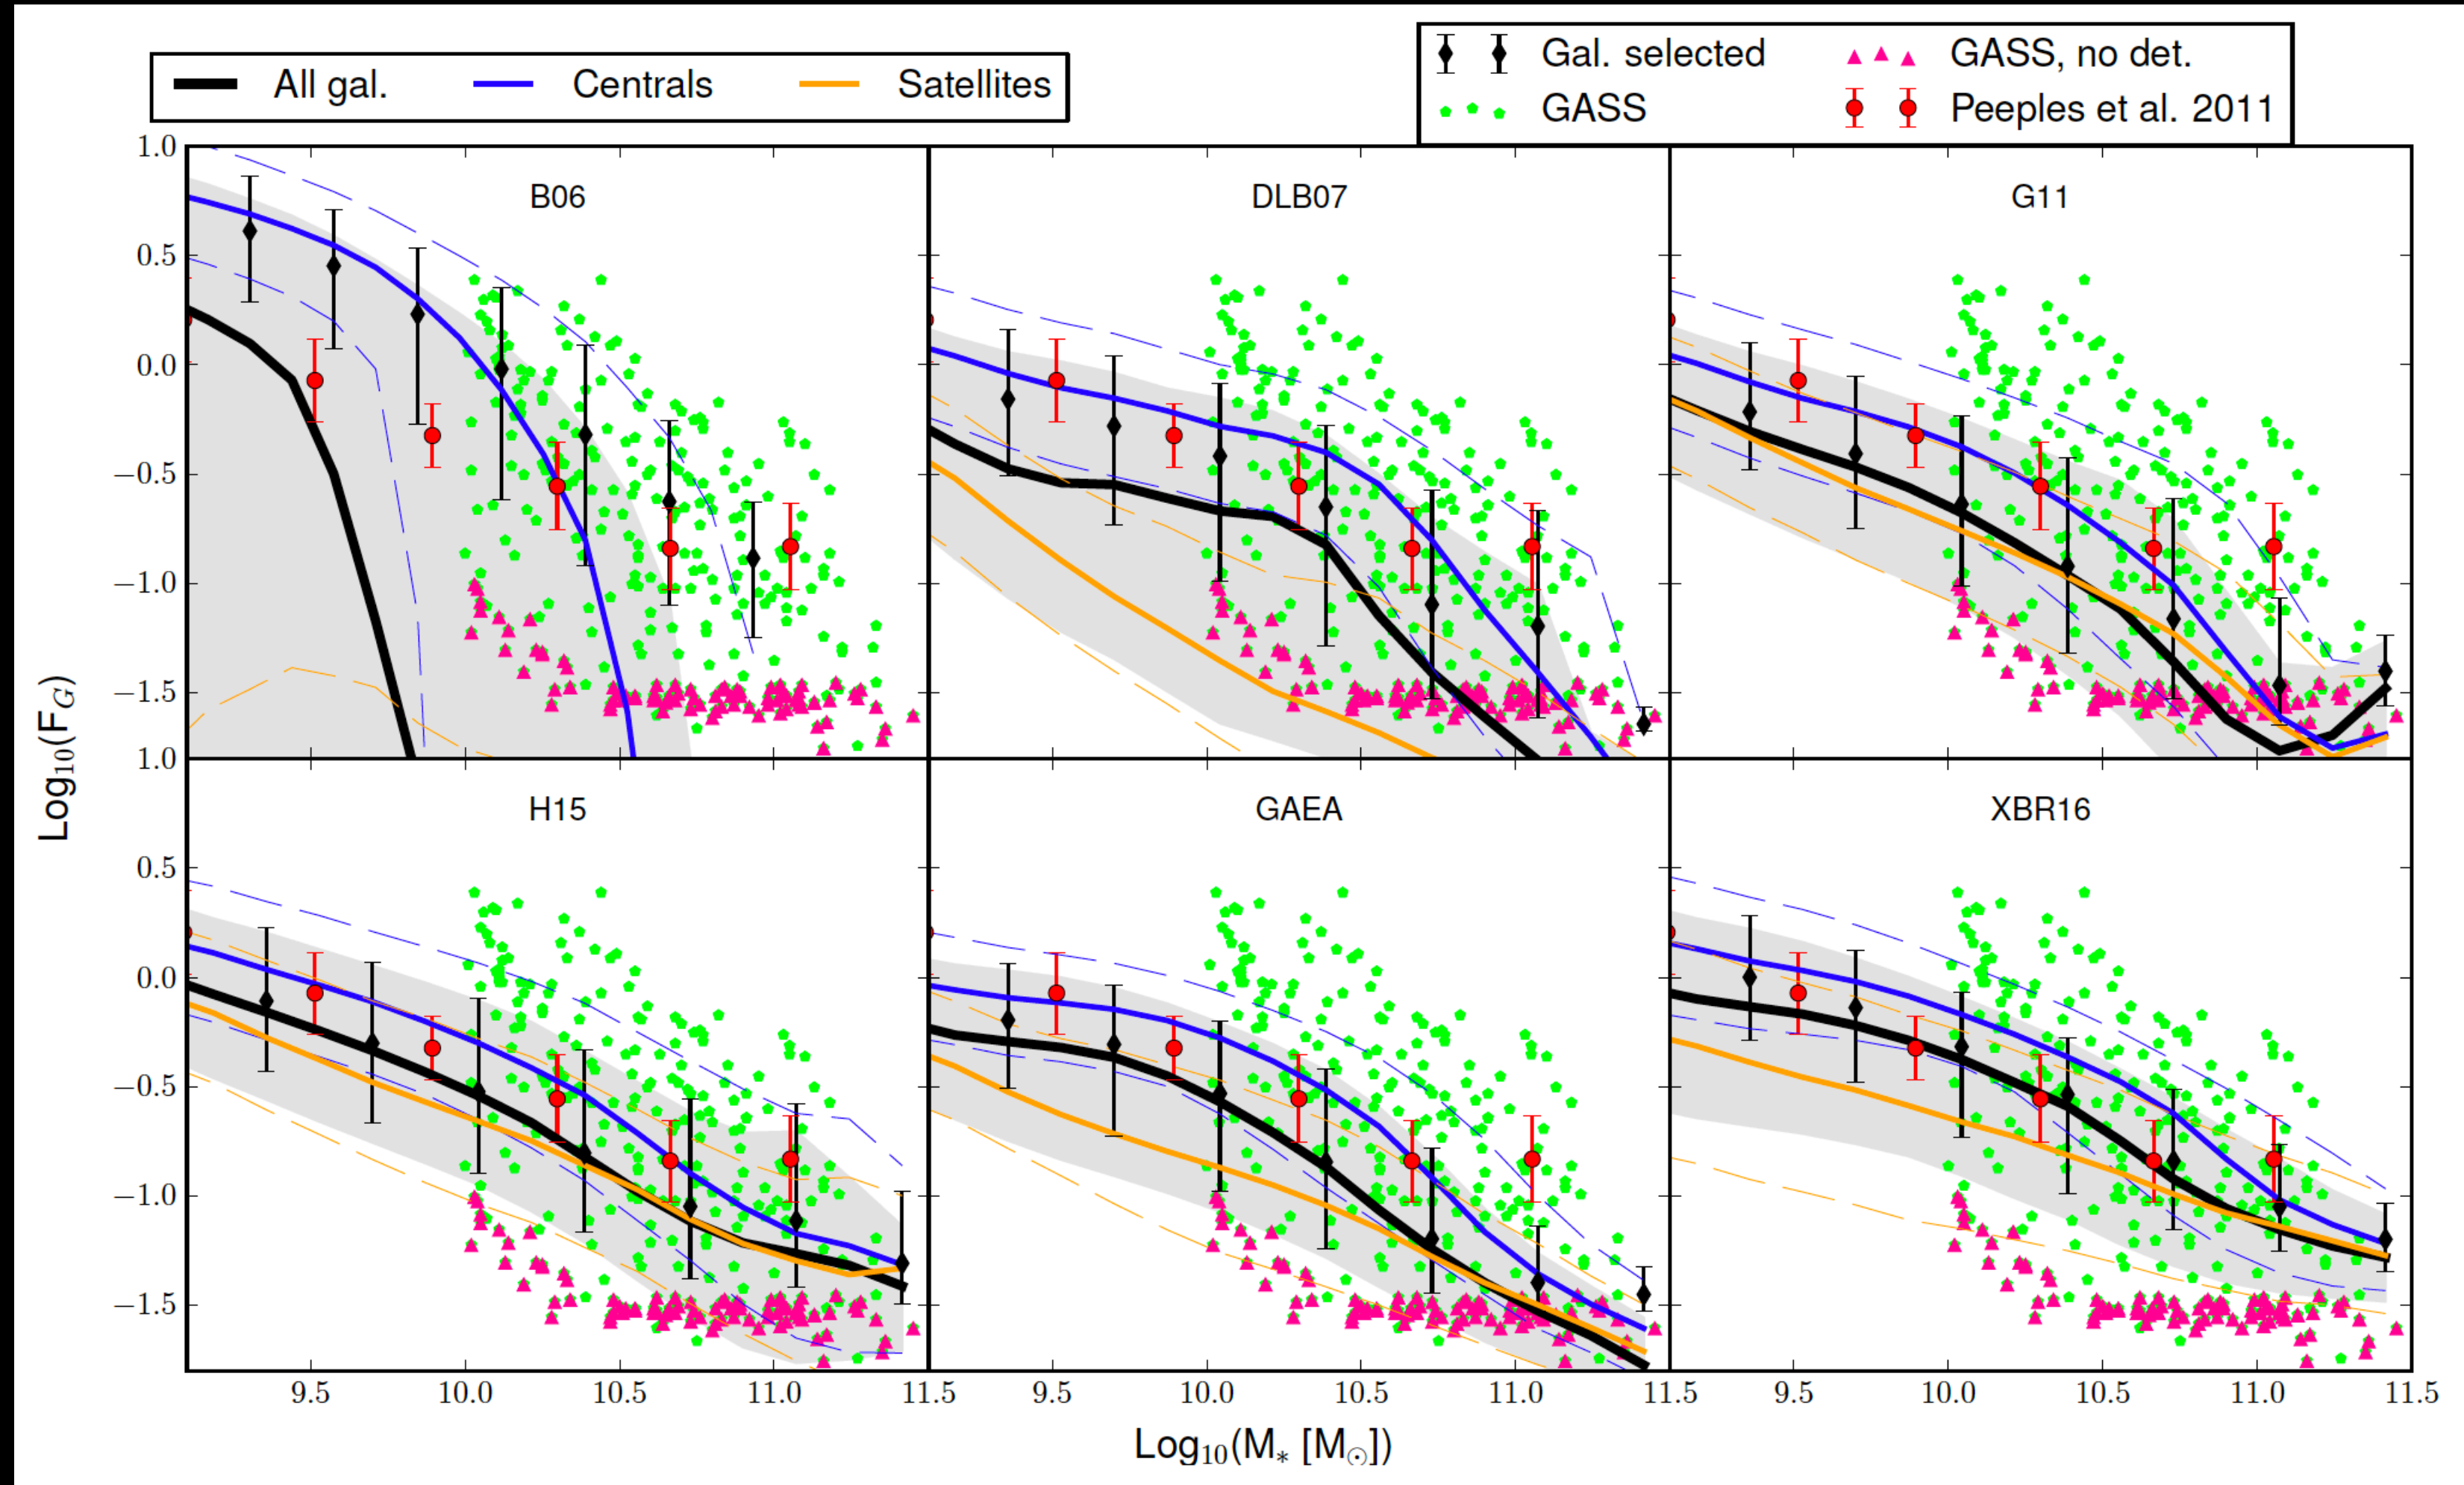 All gal. Centrals Satellites
Gal. selected GASS, no det.
GASS Peeples et al. 2011
B06 DLB07 G11
1.0
0.5
0.0
−0.5
−1.0
−1.5
Log₁₀(F_G)
H15 GAEA XBR16
1.0
0.5
0.0
−0.5
−1.0
−1.5
9.5 10.0 10.5 11.0 11.5 9.5 10.0 10.5 11.0 11.5 9.5 10.0 10.5 11.0 11.5
Log₁₀(M∗ [M☉])